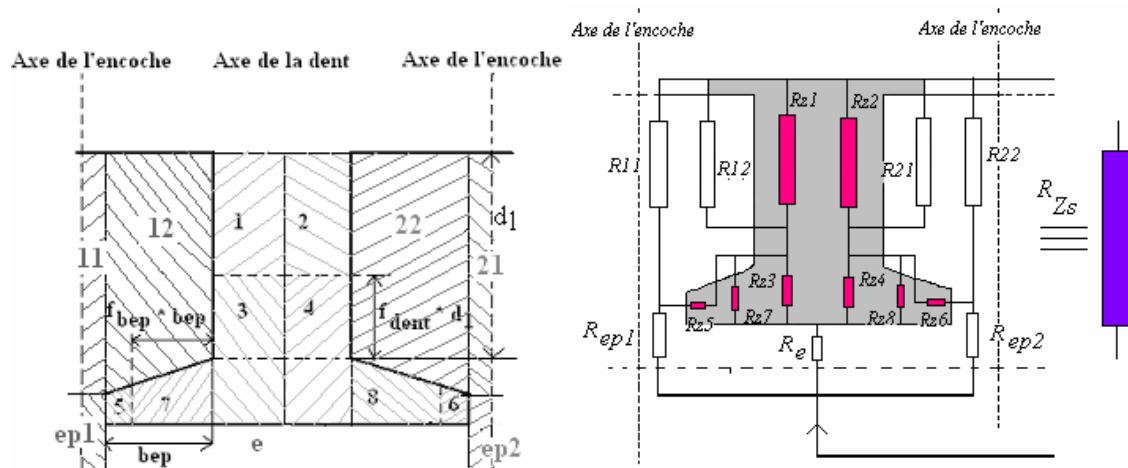 Axe de l'encoche
Axe de la dent
Axe de l'encoche
11
12
1
2
22
21
d1
3
4
f bep * bep
f dent * d1
5
7
8
6
ep1
bep
e
ep2
Axe de l'encoche
Axe de l'encoche
Rz1
Rz2
R11
R12
R21
R22
Rz3
Rz4
Rz5
Rz7
Rz8
Rz6
Rep1
Re
Rep2
RZs